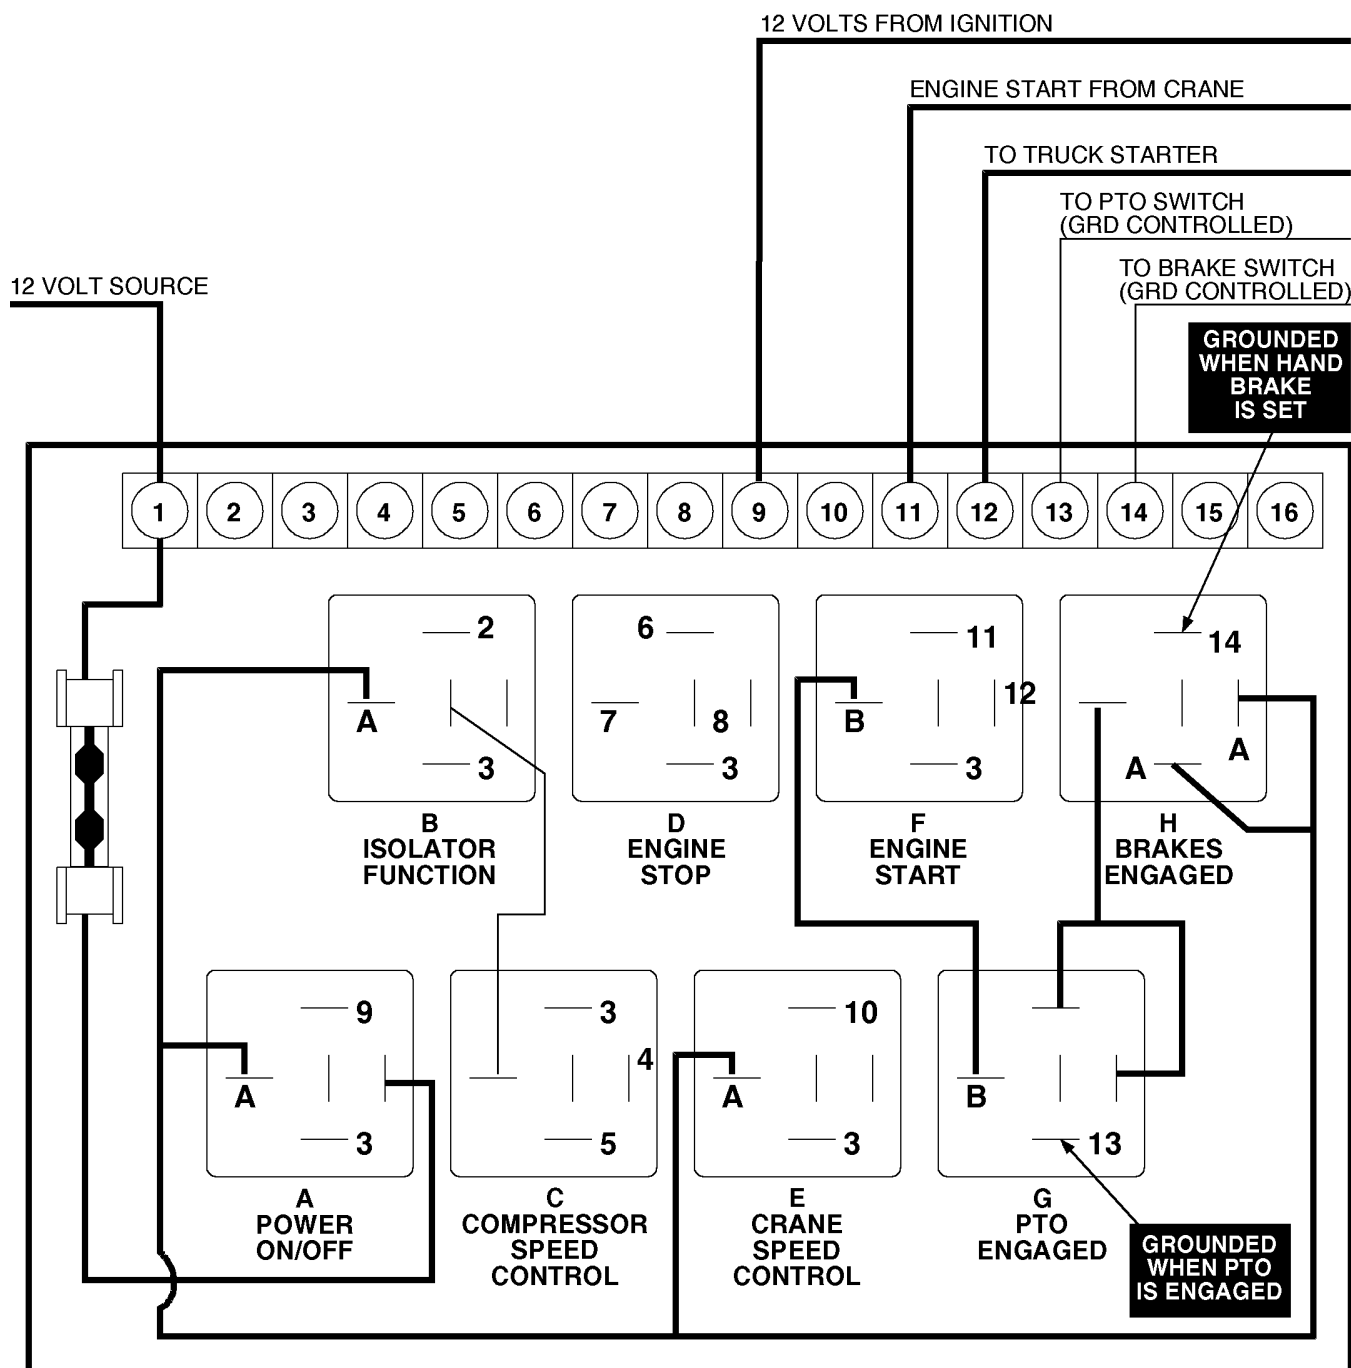 12 VOLTS FROM IGNITION
ENGINE START FROM CRANE
TO TRUCK STARTER
TO PTO SWITCH
(GRD CONTROLLED)
TO BRAKE SWITCH
(GRD CONTROLLED)
12 VOLT SOURCE
GROUNDED
WHEN HAND
BRAKE
IS SET
1 2 3 4 5 6 7 8 9 10 11 12 13 14 15 16
2
A
3
B
ISOLATOR
FUNCTION
6
7
8
3
D
ENGINE
STOP
11
12
B
3
F
ENGINE
START
14
A
A
H
BRAKES
ENGAGED
9
A
3
A
POWER
ON/OFF
3
4
5
C
COMPRESSOR
SPEED
CONTROL
10
A
3
E
CRANE
SPEED
CONTROL
B
13
G
PTO
ENGAGED
GROUNDED
WHEN PTO
IS ENGAGED